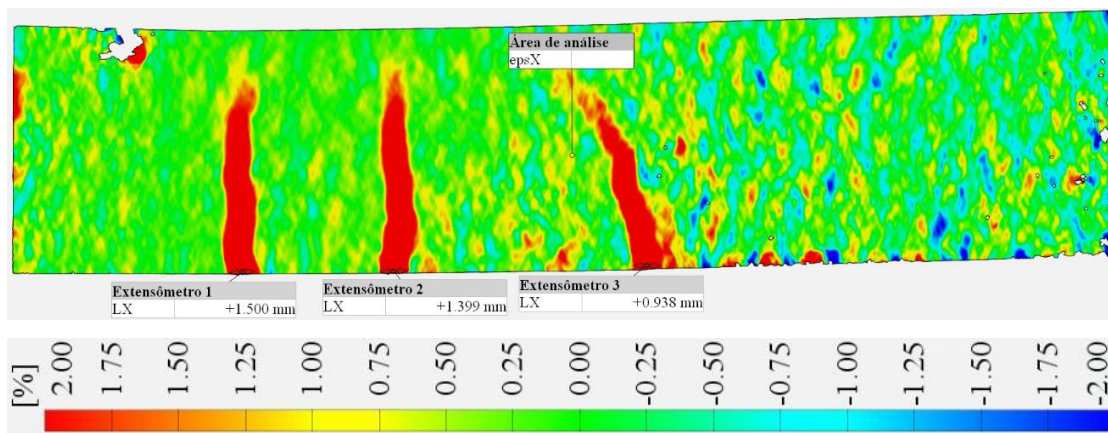 Área de análise
epsX
Extensômetro 1
LX +1.500 mm
Extensômetro 2
LX +1.399 mm
Extensômetro 3
LX +0.938 mm
[%] 2.00 1.75 1.50 1.25 1.00 0.75 0.50 0.25 0.00 -0.25 -0.50 -0.75 -1.00 -1.25 -1.50 -1.75 -2.00